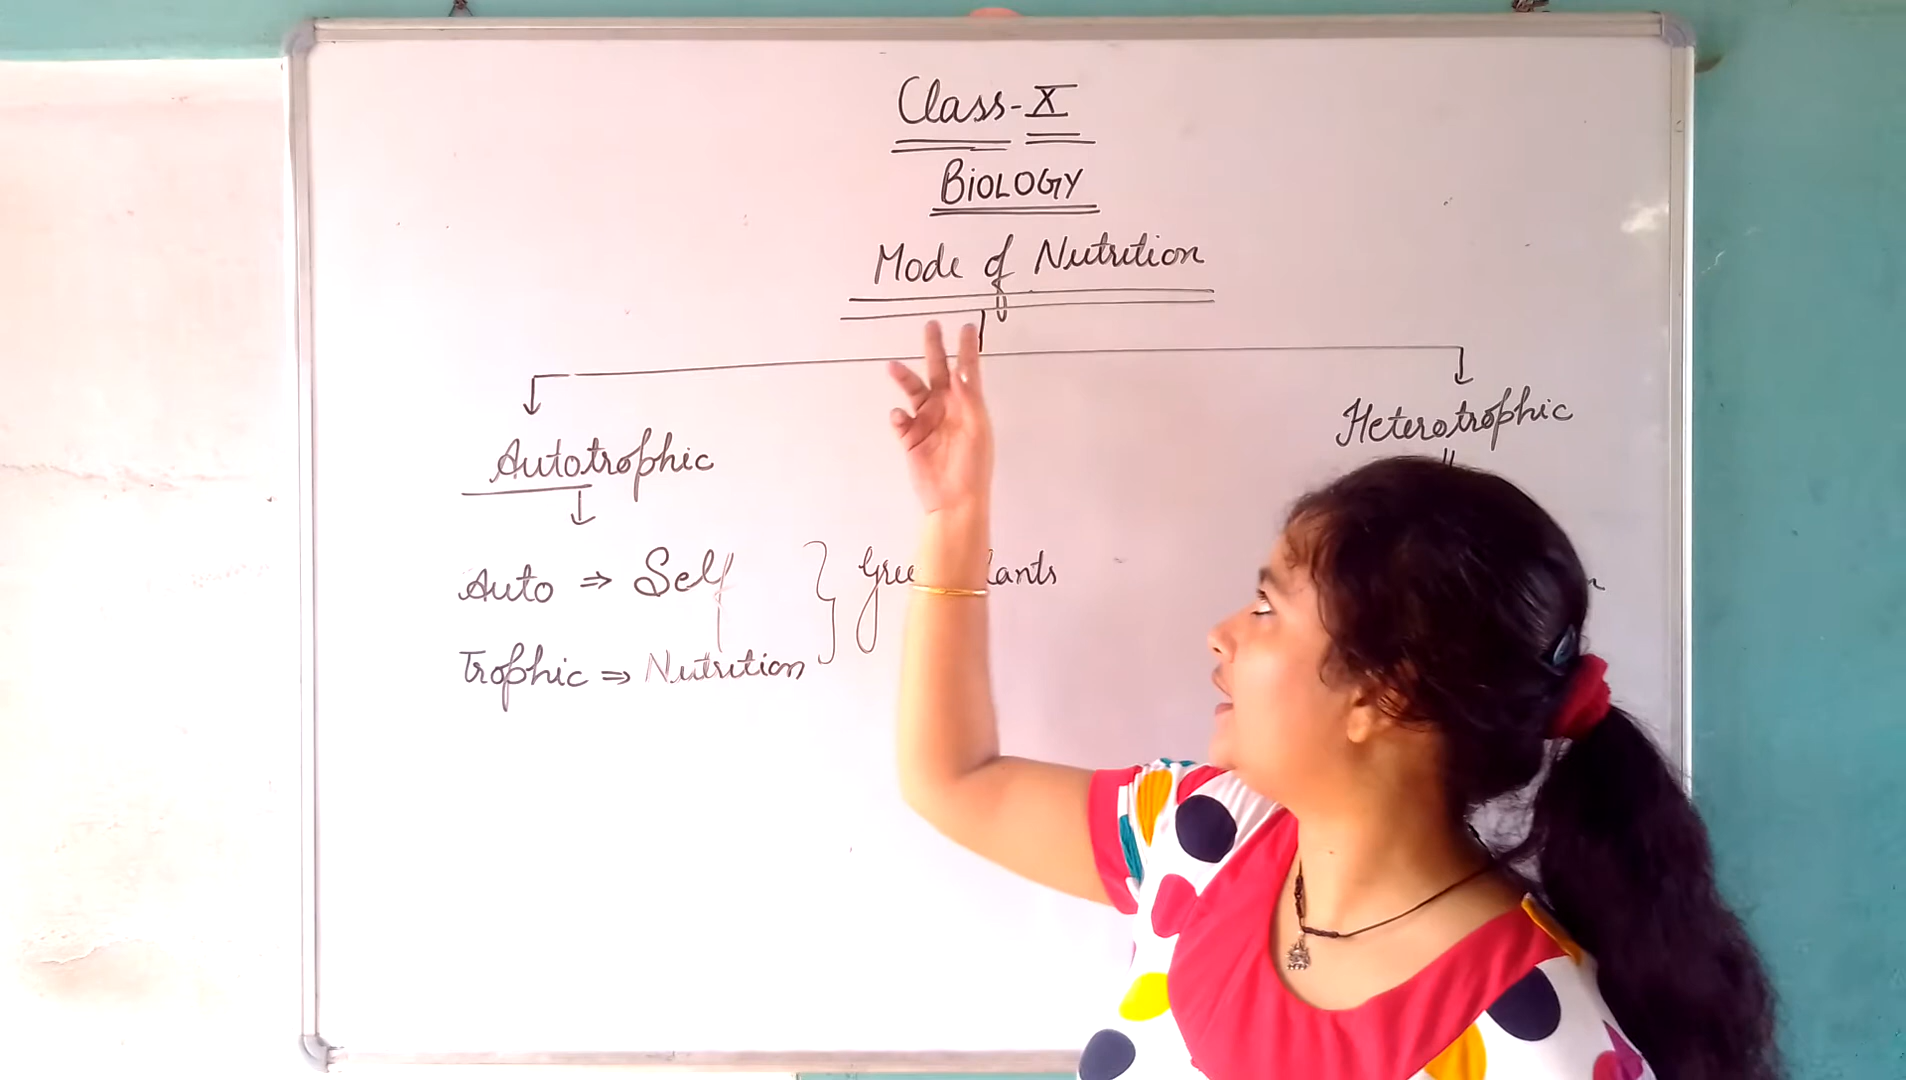 Class-X
BIOLOGY
Mode of Nutrition
Autotrophic
Heterotrophic
Auto ⇒ Self
Trophic ⇒ Nutrition